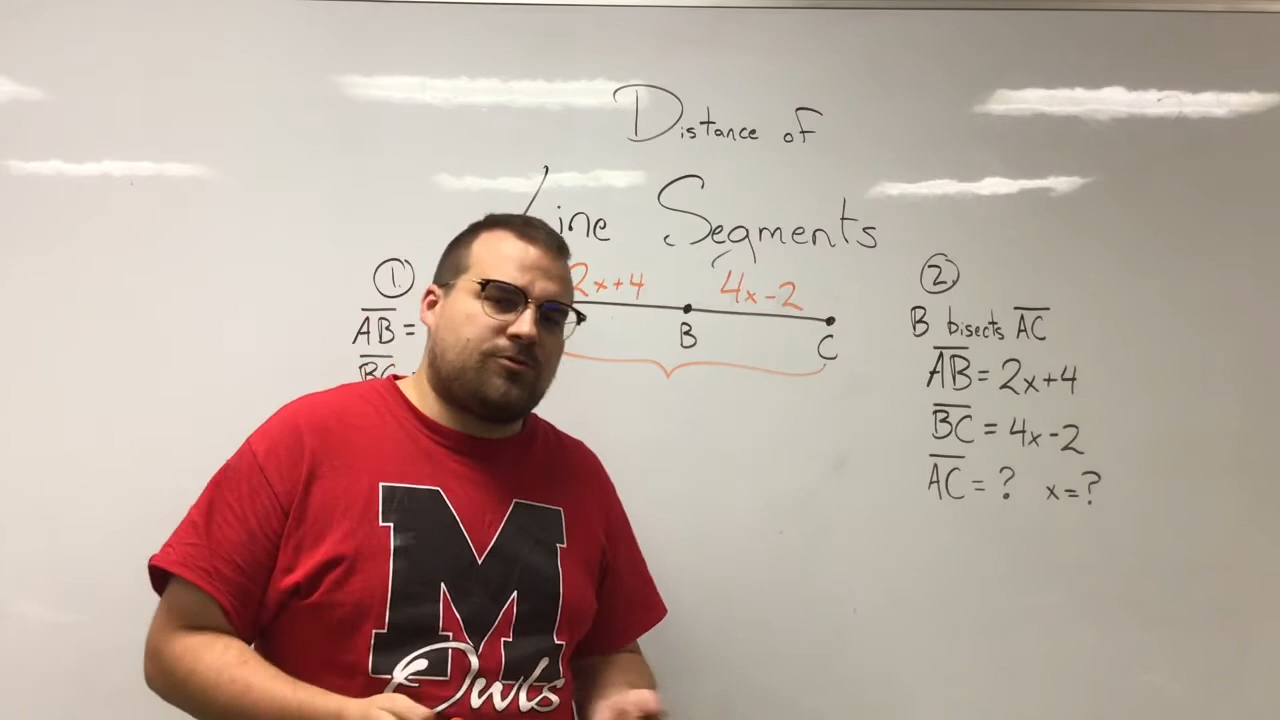 Distance of
Line Segments
1.
AB =
BC
2x+4
4x-2
B
C
2.
B bisects AC
AB = 2x+4
BC = 4x-2
AC = ? x=?
M
Owls